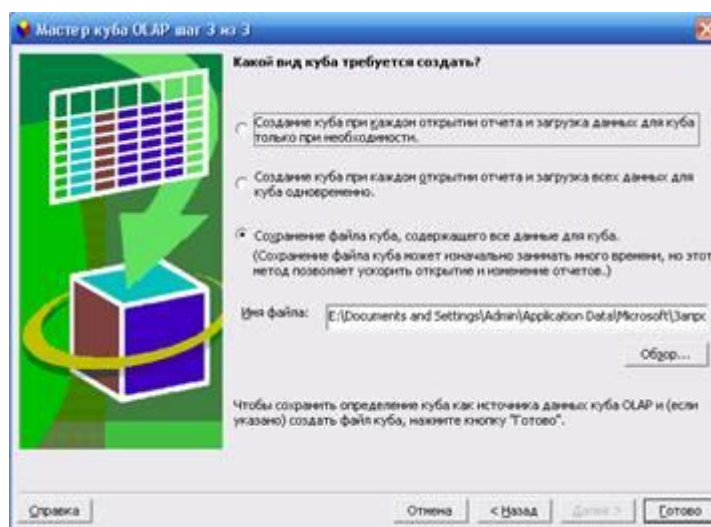 Мастер куба OLAP шаг 3 из 3
Какой вид куба требуется создать?
Создание куба при каждом открытии отчета и загрузка данных для куба
только при необходимости.
Создание куба при каждом открытии отчета и загрузка всех данных для
куба одновременно.
Сохранение файла куба, содержащего все данные для куба.
(Сохранение файла куба может изначально занимать много времени, но этот
метод позволяет ускорить открытие и изменение отчетов.)
Имя файла: E:\Documents and Settings\Admin\Application Data\Microsoft\Запрс
Обзор...
Чтобы сохранить определение куба как источника данных куба OLAP и (если
указано) создать файл куба, нажмите кнопку "Готово".
Справка Отмена < Назад Далее > Готово